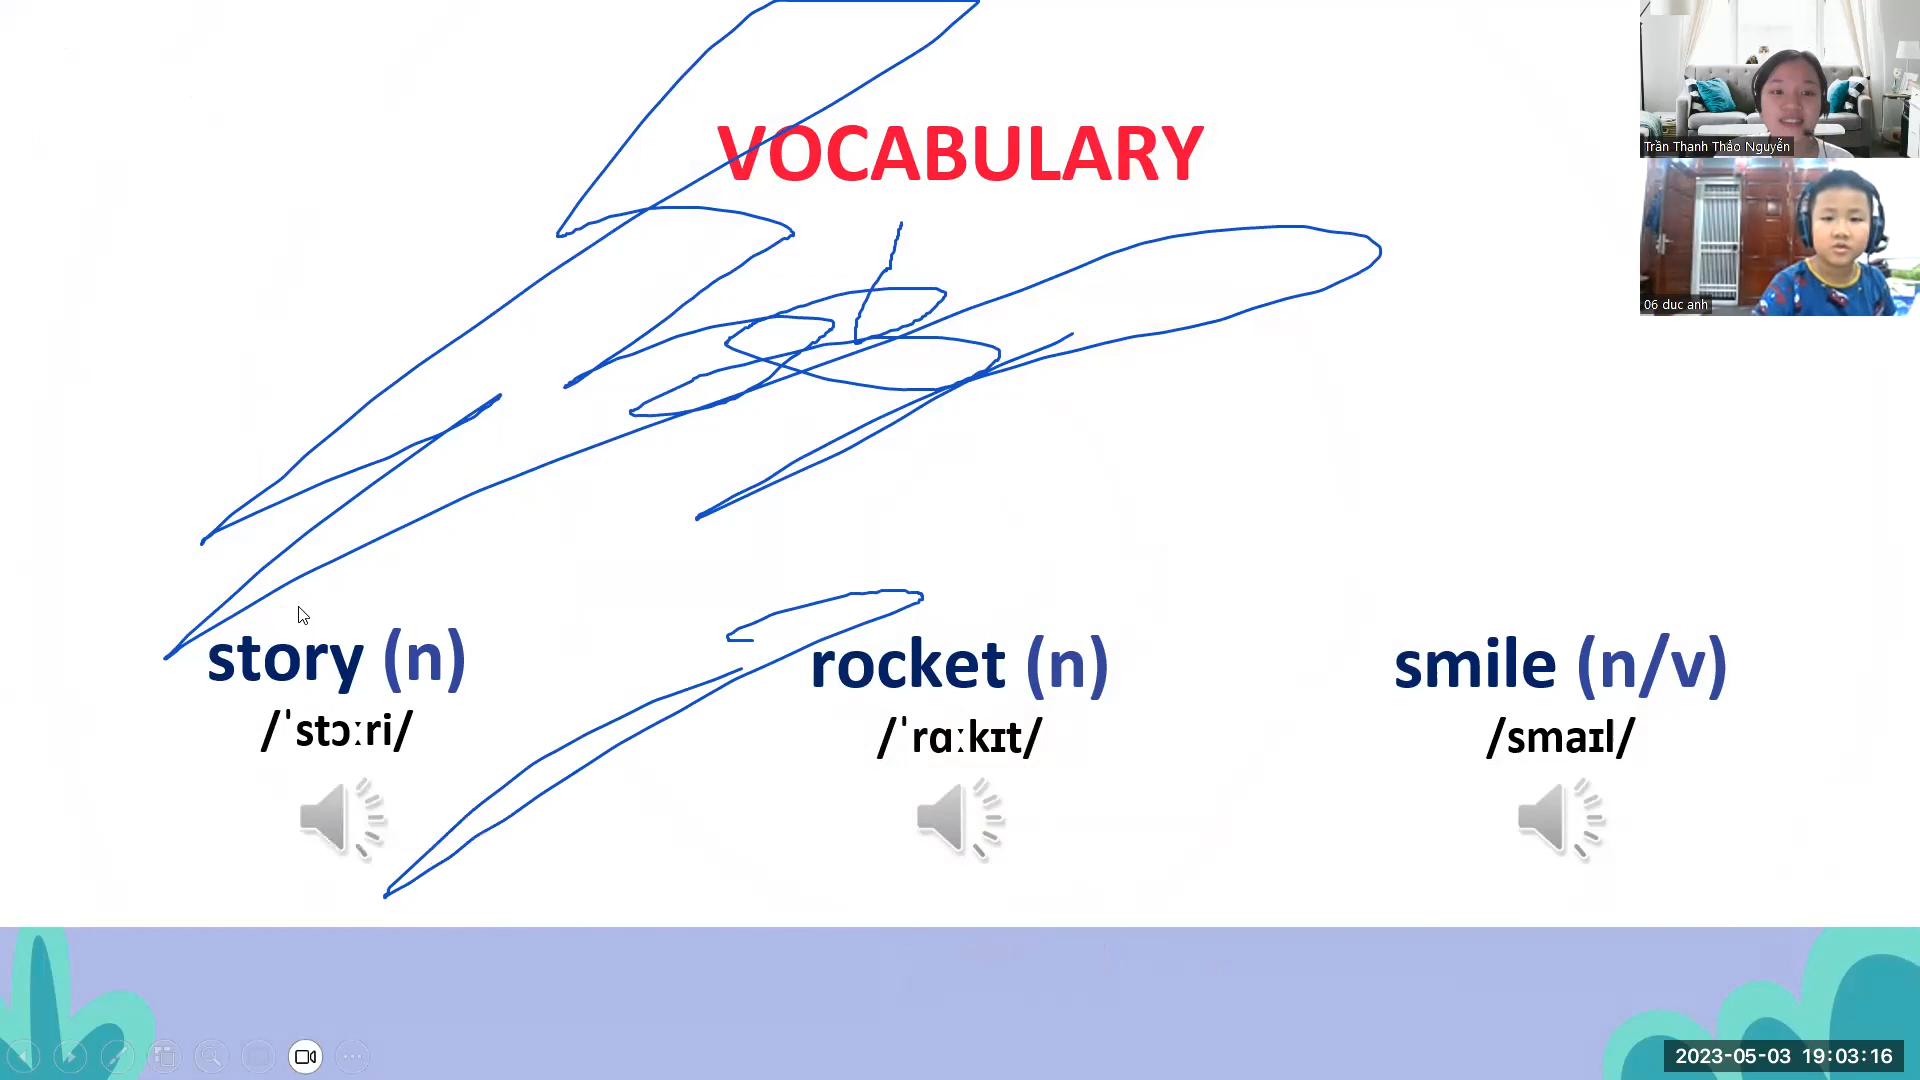 VOCABULARY
Trần Thanh Thảo Nguyễn
06 duc anh
story (n)
rocket (n)
smile (n/v)
/ˈstɔːri/
/ˈrɑːkɪt/
/smaɪl/
2023-05-03 19:03:16